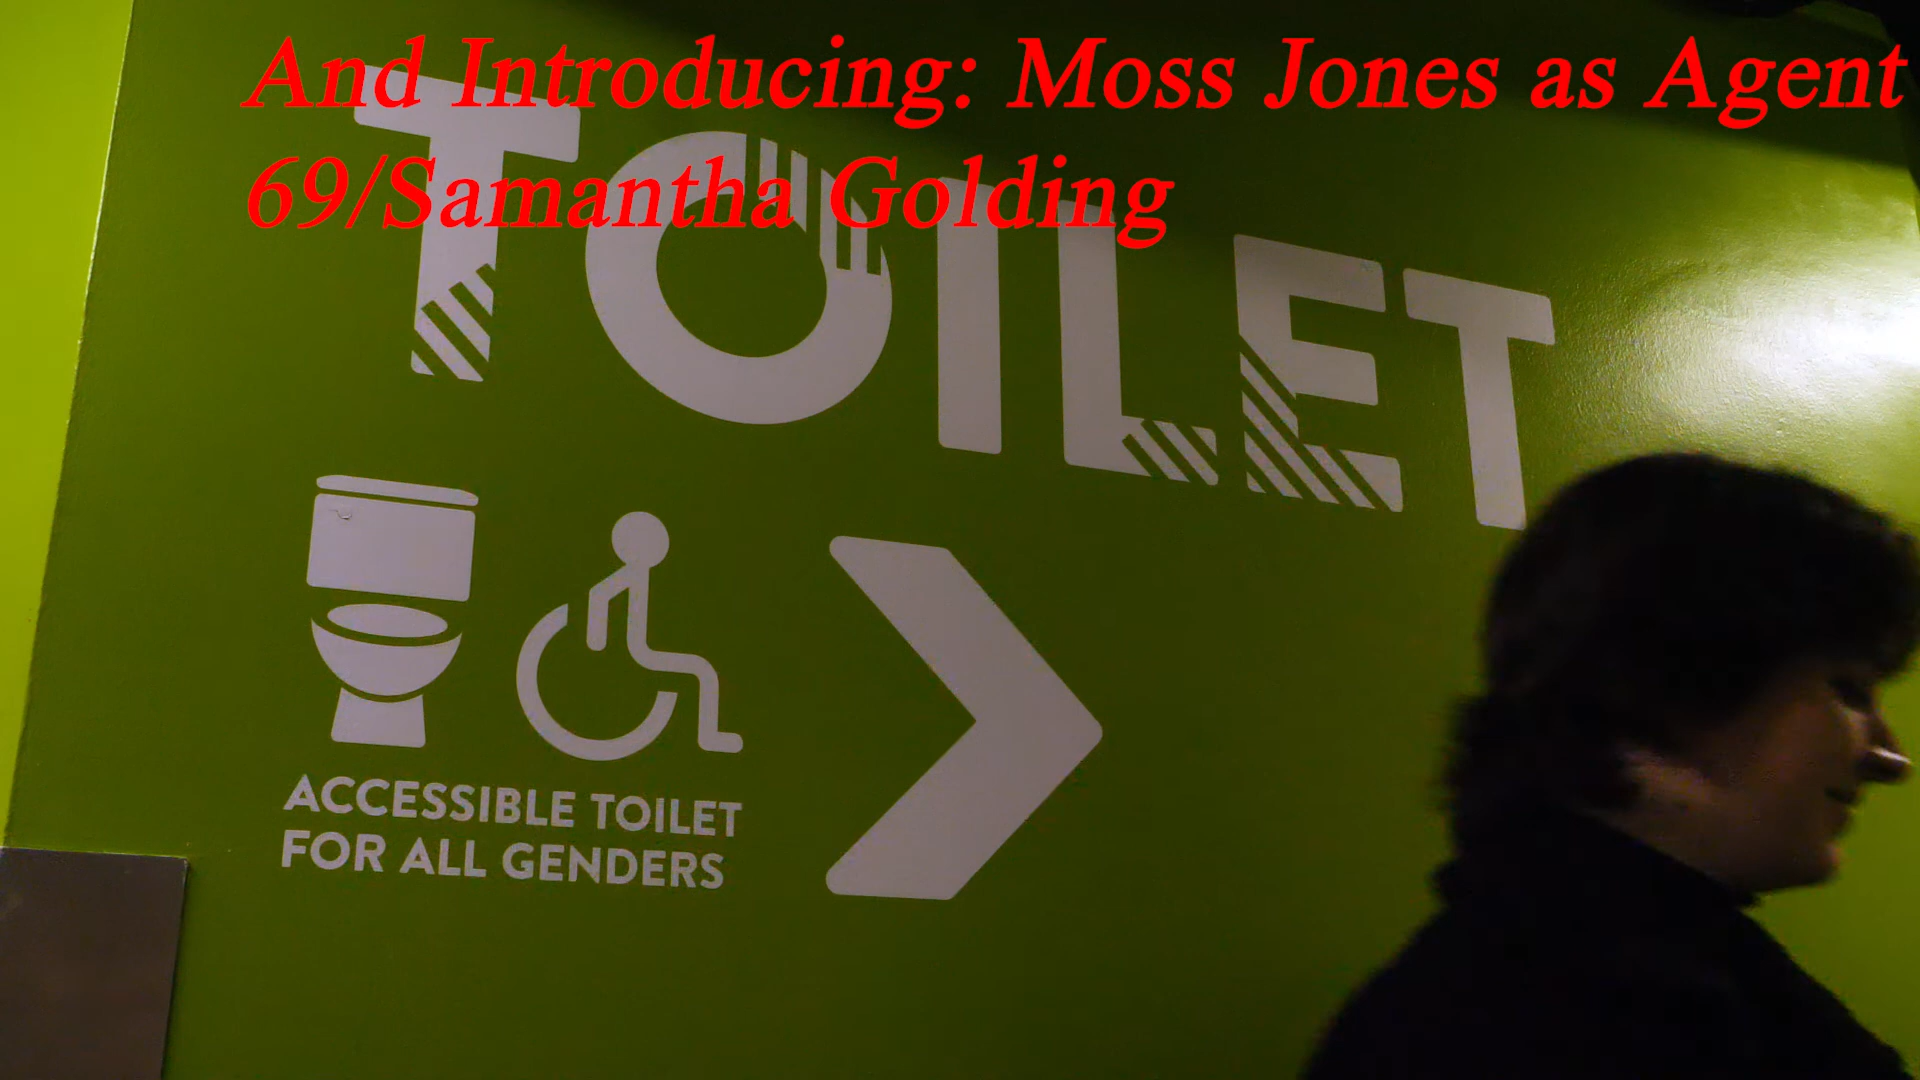 And Introducing: Moss Jones as Agent
69/Samantha Golding
TOILET
ACCESSIBLE TOILET
FOR ALL GENDERS